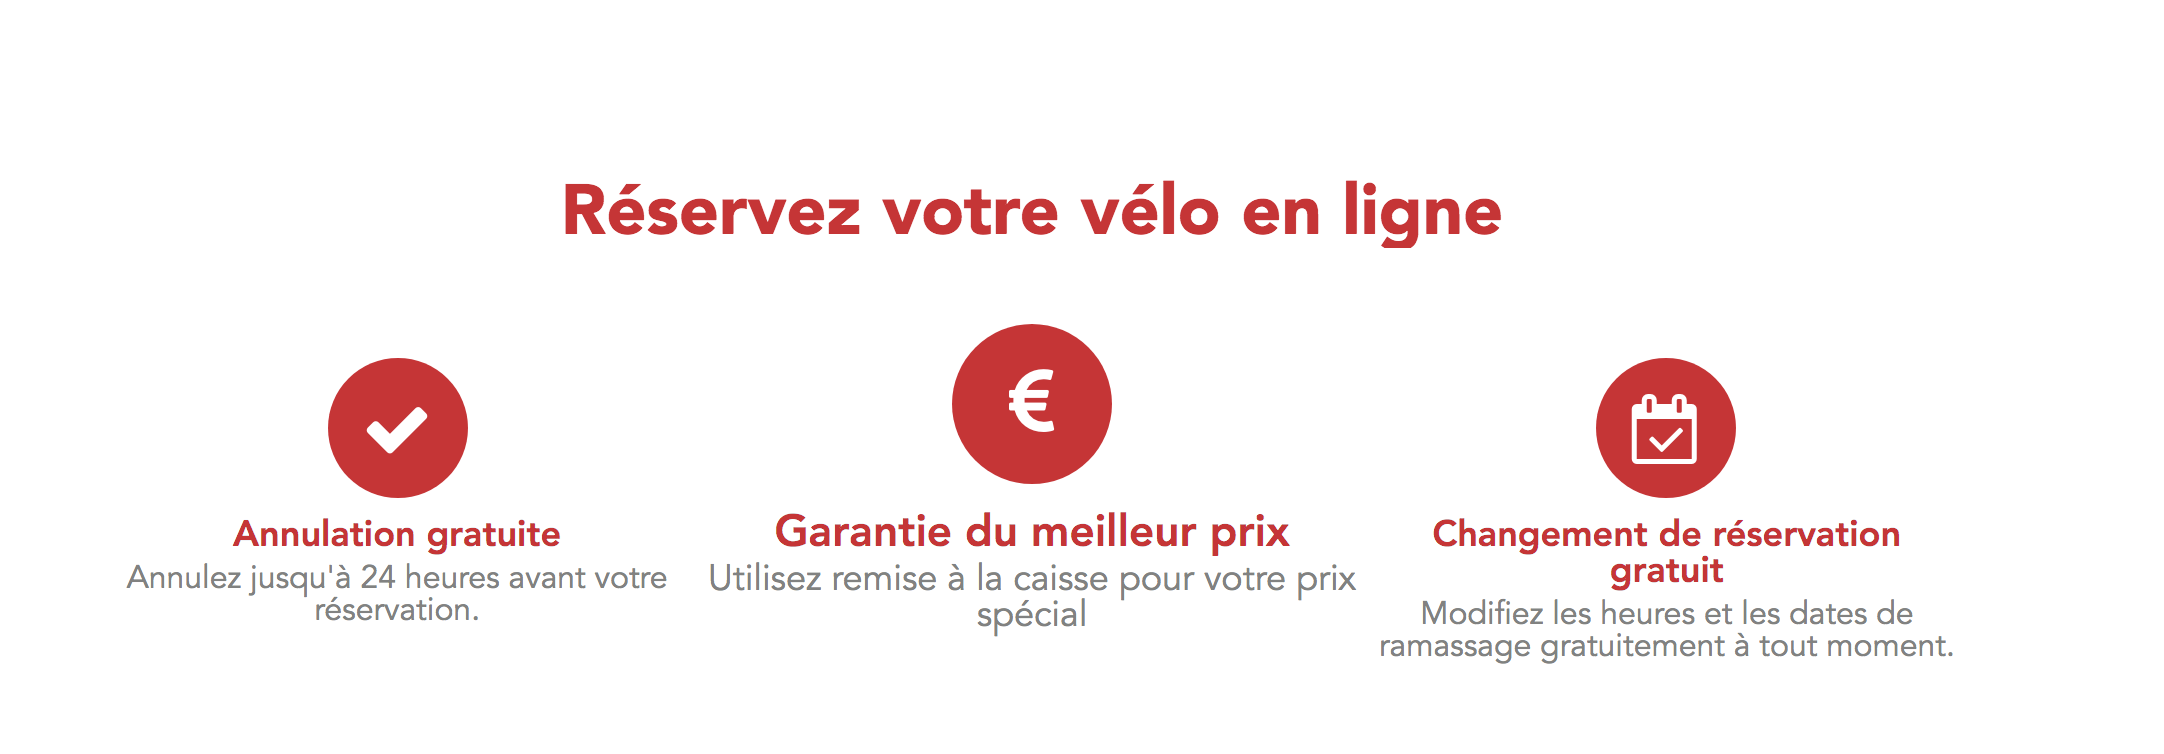 Réservez votre vélo en ligne
€
Annulation gratuite
Annulez jusqu'à 24 heures avant votre
réservation.
Garantie du meilleur prix
Utilisez remise à la caisse pour votre prix
spécial
Changement de réservation
gratuit
Modifiez les heures et les dates de
ramassage gratuitement à tout moment.